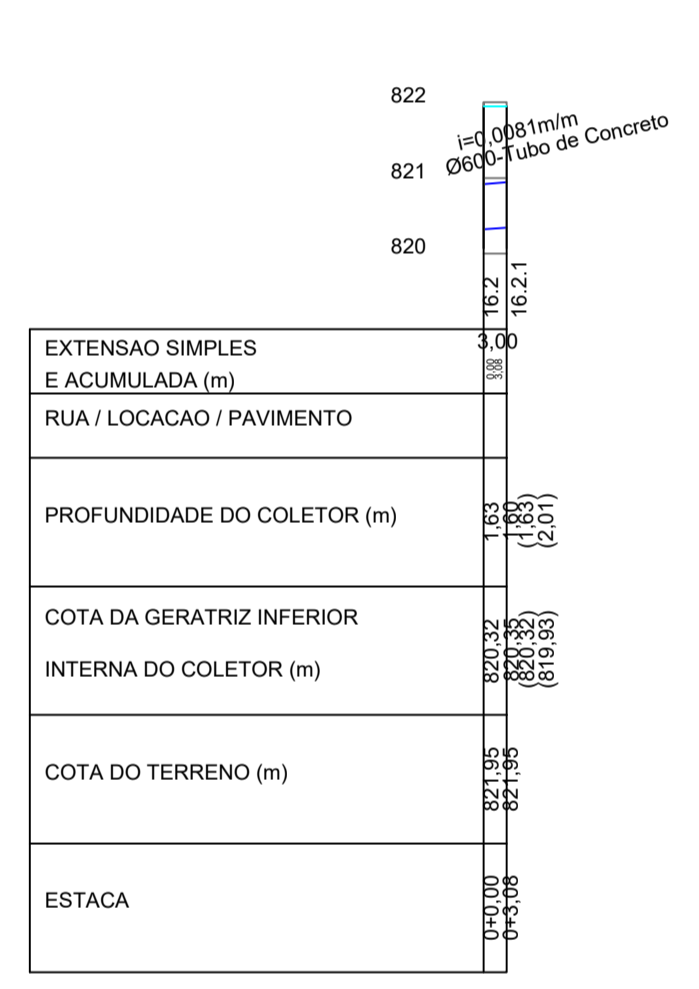 822
i=0,0081m/m
Ø600-Tubo de Concreto
821
820
16.2
16.2.1
EXTENSAO SIMPLES
E ACUMULADA (m)
3,00
0,00
3,08
RUA / LOCACAO / PAVIMENTO
PROFUNDIDADE DO COLETOR (m)
1,63
1,60
(1,63)
(2,01)
COTA DA GERATRIZ INFERIOR
INTERNA DO COLETOR (m)
820,32
820,35
(820,32)
(819,93)
COTA DO TERRENO (m)
821,95
821,95
ESTACA
0+0,00
0+3,08